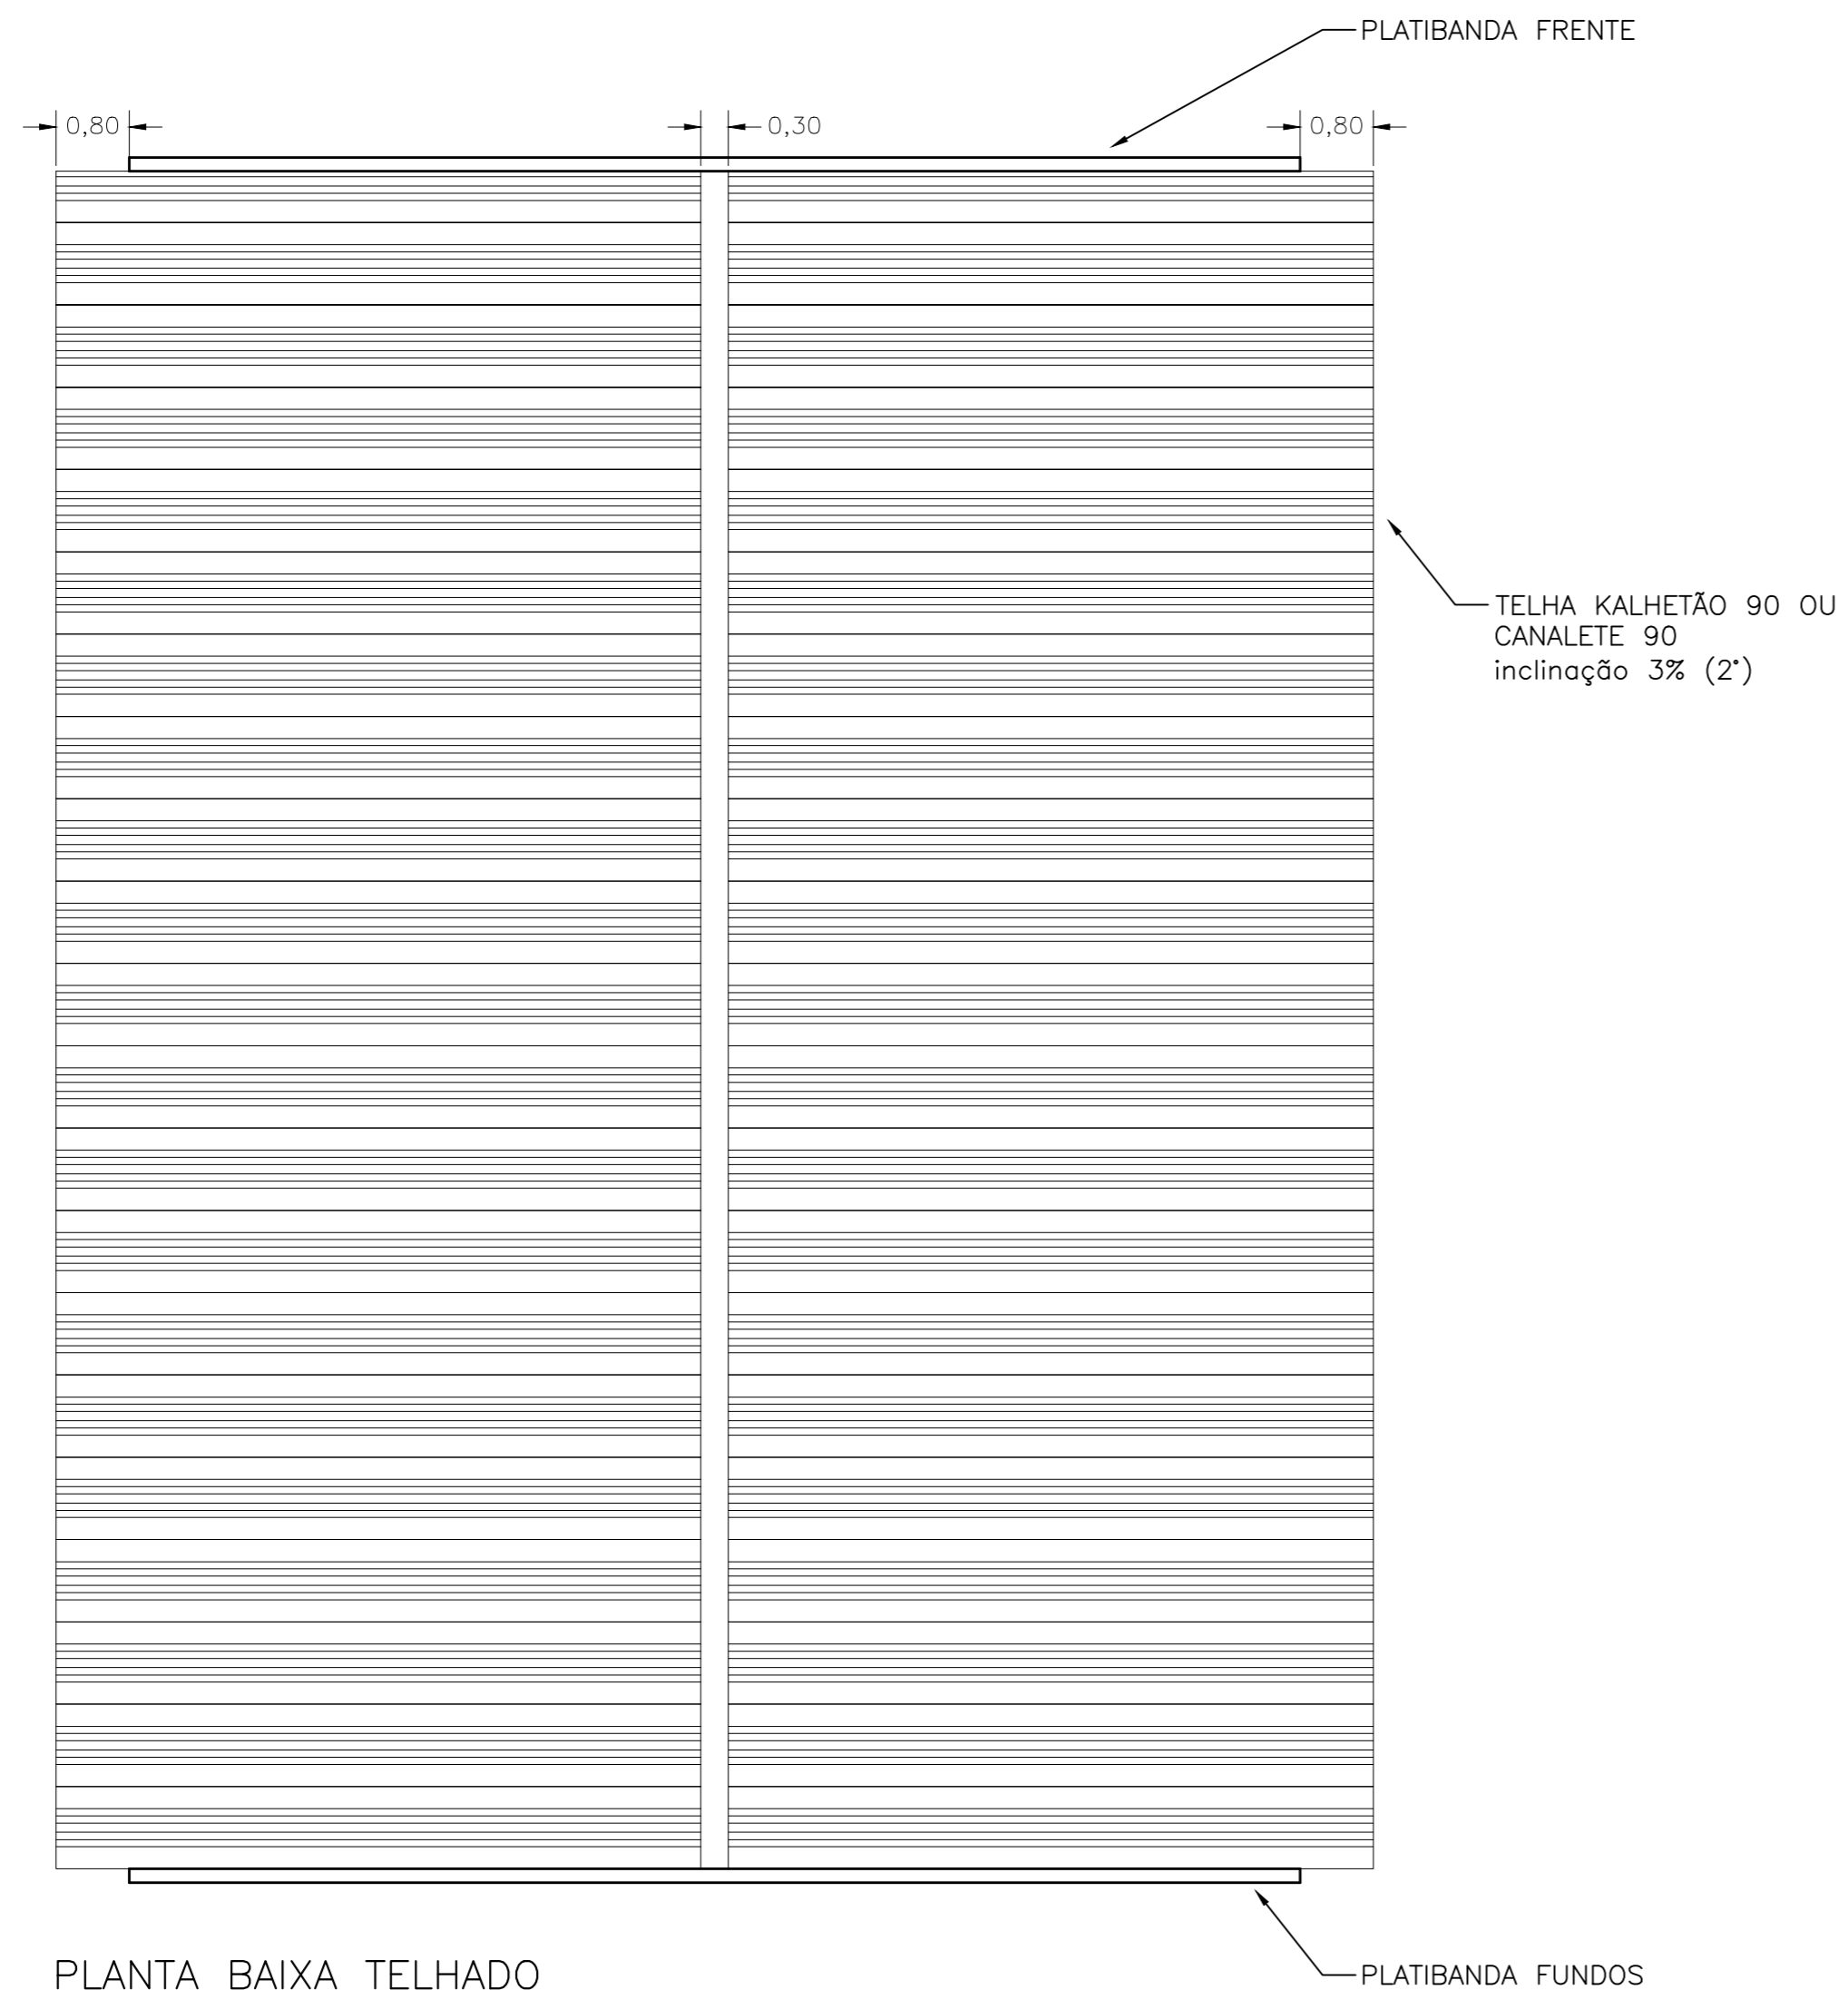 PLATIBANDA FRENTE
0,80
0,30
0,80
TELHA KALHETÃO 90 OU
CANALETE 90
inclinação 3% (2°)
PLANTA BAIXA TELHADO
PLATIBANDA FUNDOS